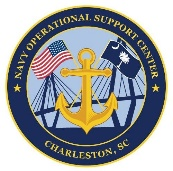 NAVY OPERATIONAL SUPPORT CENTER
CHARLESTON, SC